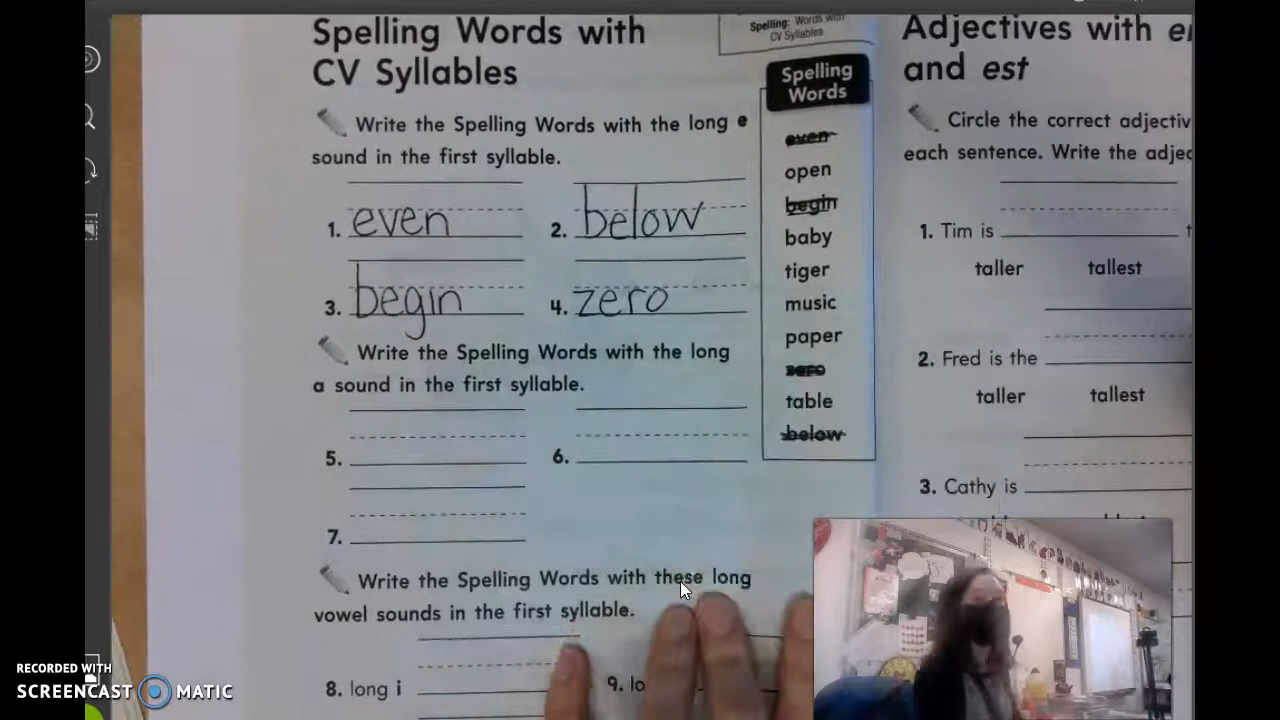 Spelling Words with
CV Syllables
Spelling: Words with
CV Syllables
Write the Spelling Words with the long e
sound in the first syllable.
1. even
2. below
3. begin
4. zero
Write the Spelling Words with the long
a sound in the first syllable.
5.
6.
7.
Write the Spelling Words with these long
vowel sounds in the first syllable.
8. long i
9. lo
Spelling
Words
even
open
begin
baby
tiger
music
paper
zero
table
below
Adjectives with
and est
Circle the correct
each sentence. Write the
1. Tim is
taller tallest
2. Fred is the
taller tallest
3. Cathy is
RECORDED WITH
SCREENCAST MATIC